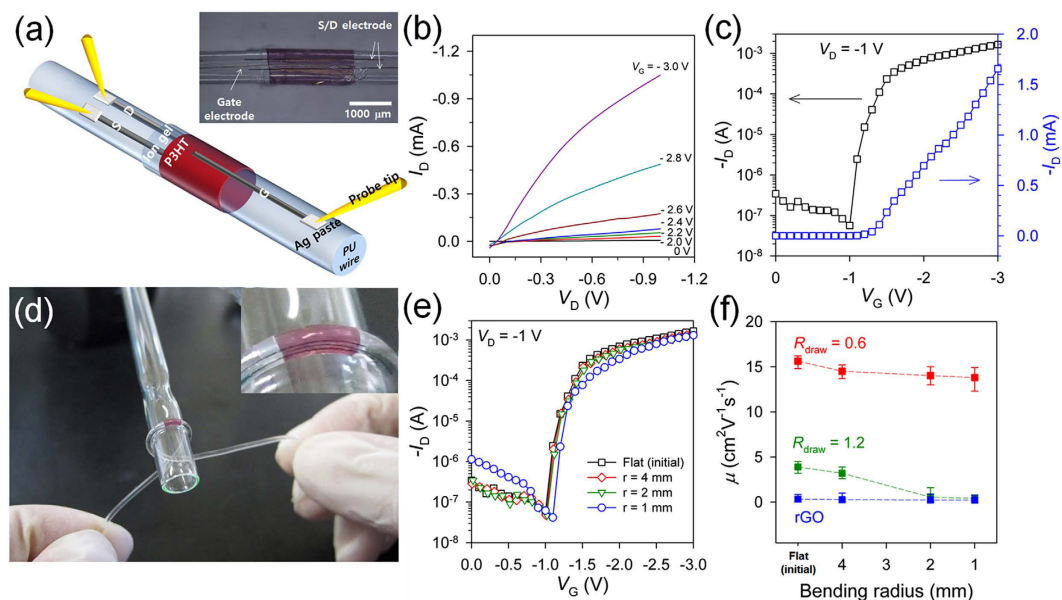 (a)
S/D electrode
Gate
electrode
1000 μm
D
S
Ion gel
P3HT
G
Probe tip
Ag paste
PU
wire
(b)
-1.2
-0.9
-0.6
-0.3
0.0
I_D (mA)
V_G = - 3.0 V
- 2.8 V
- 2.6 V
- 2.4 V
- 2.2 V
- 2.0 V
0 V
0.0 -0.3 -0.6 -0.9 -1.2
V_D (V)
(c)
V_D = -1 V
10⁻³
10⁻⁴
10⁻⁵
10⁻⁶
10⁻⁷
10⁻⁸
-I_D (A)
2.0
1.5
1.0
0.5
0.0
-I_D (mA)
0 -1 -2 -3
V_G (V)
(d)
(e)
V_D = -1 V
10⁻²
10⁻³
10⁻⁴
10⁻⁵
10⁻⁶
10⁻⁷
10⁻⁸
-I_D (A)
Flat (initial)
r = 4 mm
r = 2 mm
r = 1 mm
0.0 -0.5 -1.0 -1.5 -2.0 -2.5 -3.0
V_G (V)
(f)
20
15
10
5
0
μ (cm²V⁻¹s⁻¹)
R_draw = 0.6
R_draw = 1.2
rGO
Flat
(initial)
4 3 2 1
Bending radius (mm)